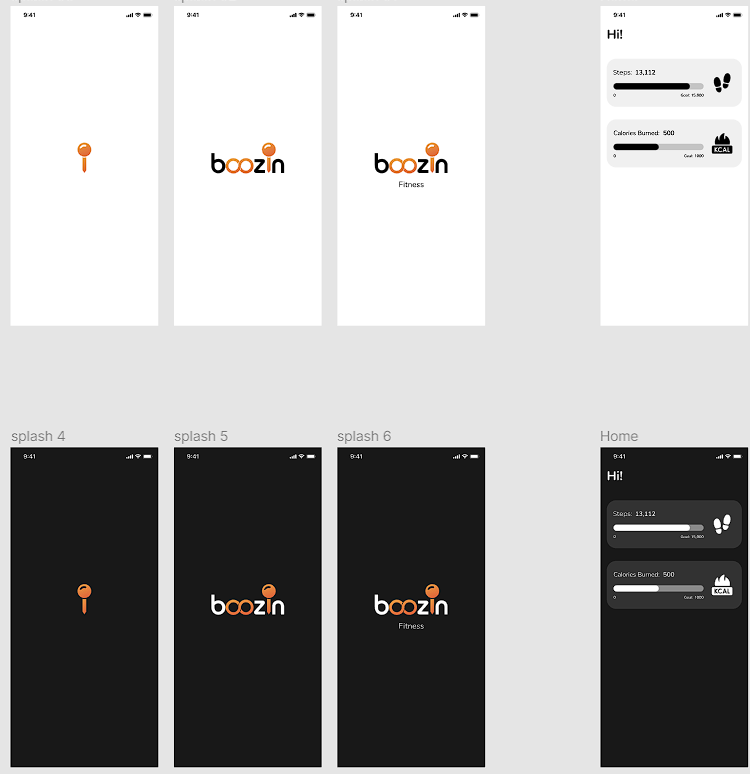 9:41
9:41
boozin
9:41
boozin
Fitness
9:41
Hi!
Steps: 13,112
0 Goal: 15,000
Calories Burned: 500
0 Goal: 1000
KCAL
splash 4
splash 5
splash 6
Home
9:41
9:41
boozin
9:41
boozin
Fitness
9:41
Hi!
Steps: 13,112
0 Goal: 15,000
Calories Burned: 500
0 Goal: 1000
KCAL